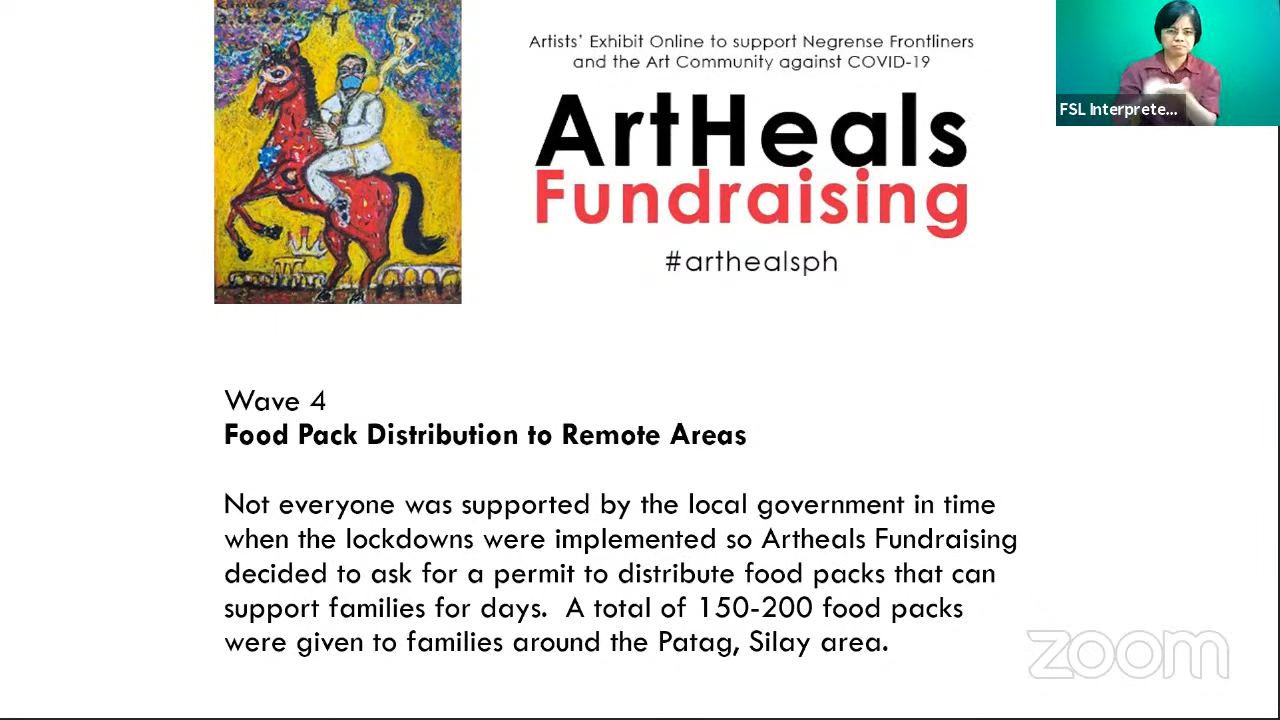 Artists' Exhibit Online to support Negrense Frontliners
and the Art Community against COVID-19
ArtHeals
Fundraising
#arthealsph
FSL Interprete...
Wave 4
Food Pack Distribution to Remote Areas
Not everyone was supported by the local government in time
when the lockdowns were implemented so Artheals Fundraising
decided to ask for a permit to distribute food packs that can
support families for days. A total of 150-200 food packs
were given to families around the Patag, Silay area.
zoom